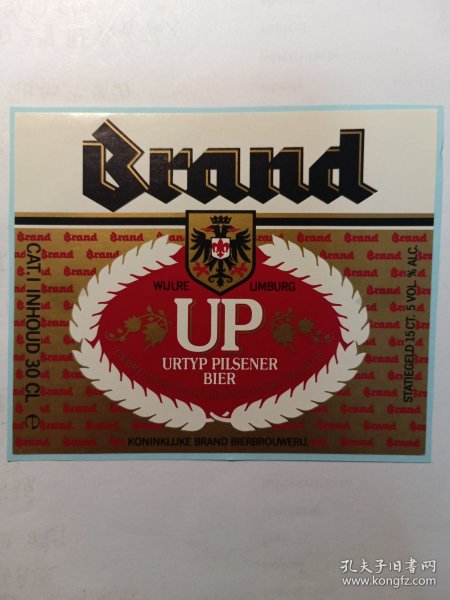 Brand
WIJLRE LIMBURG
UP
URTYP PILSENER
BIER
KONINKLIJKE BRAND BIERBROUWERIJ
CAT. I INHOUD 30 CL e
STATIEGELD 15 CT. 5 VOL. % ALC.
孔夫子旧书网
www.kongfz.com